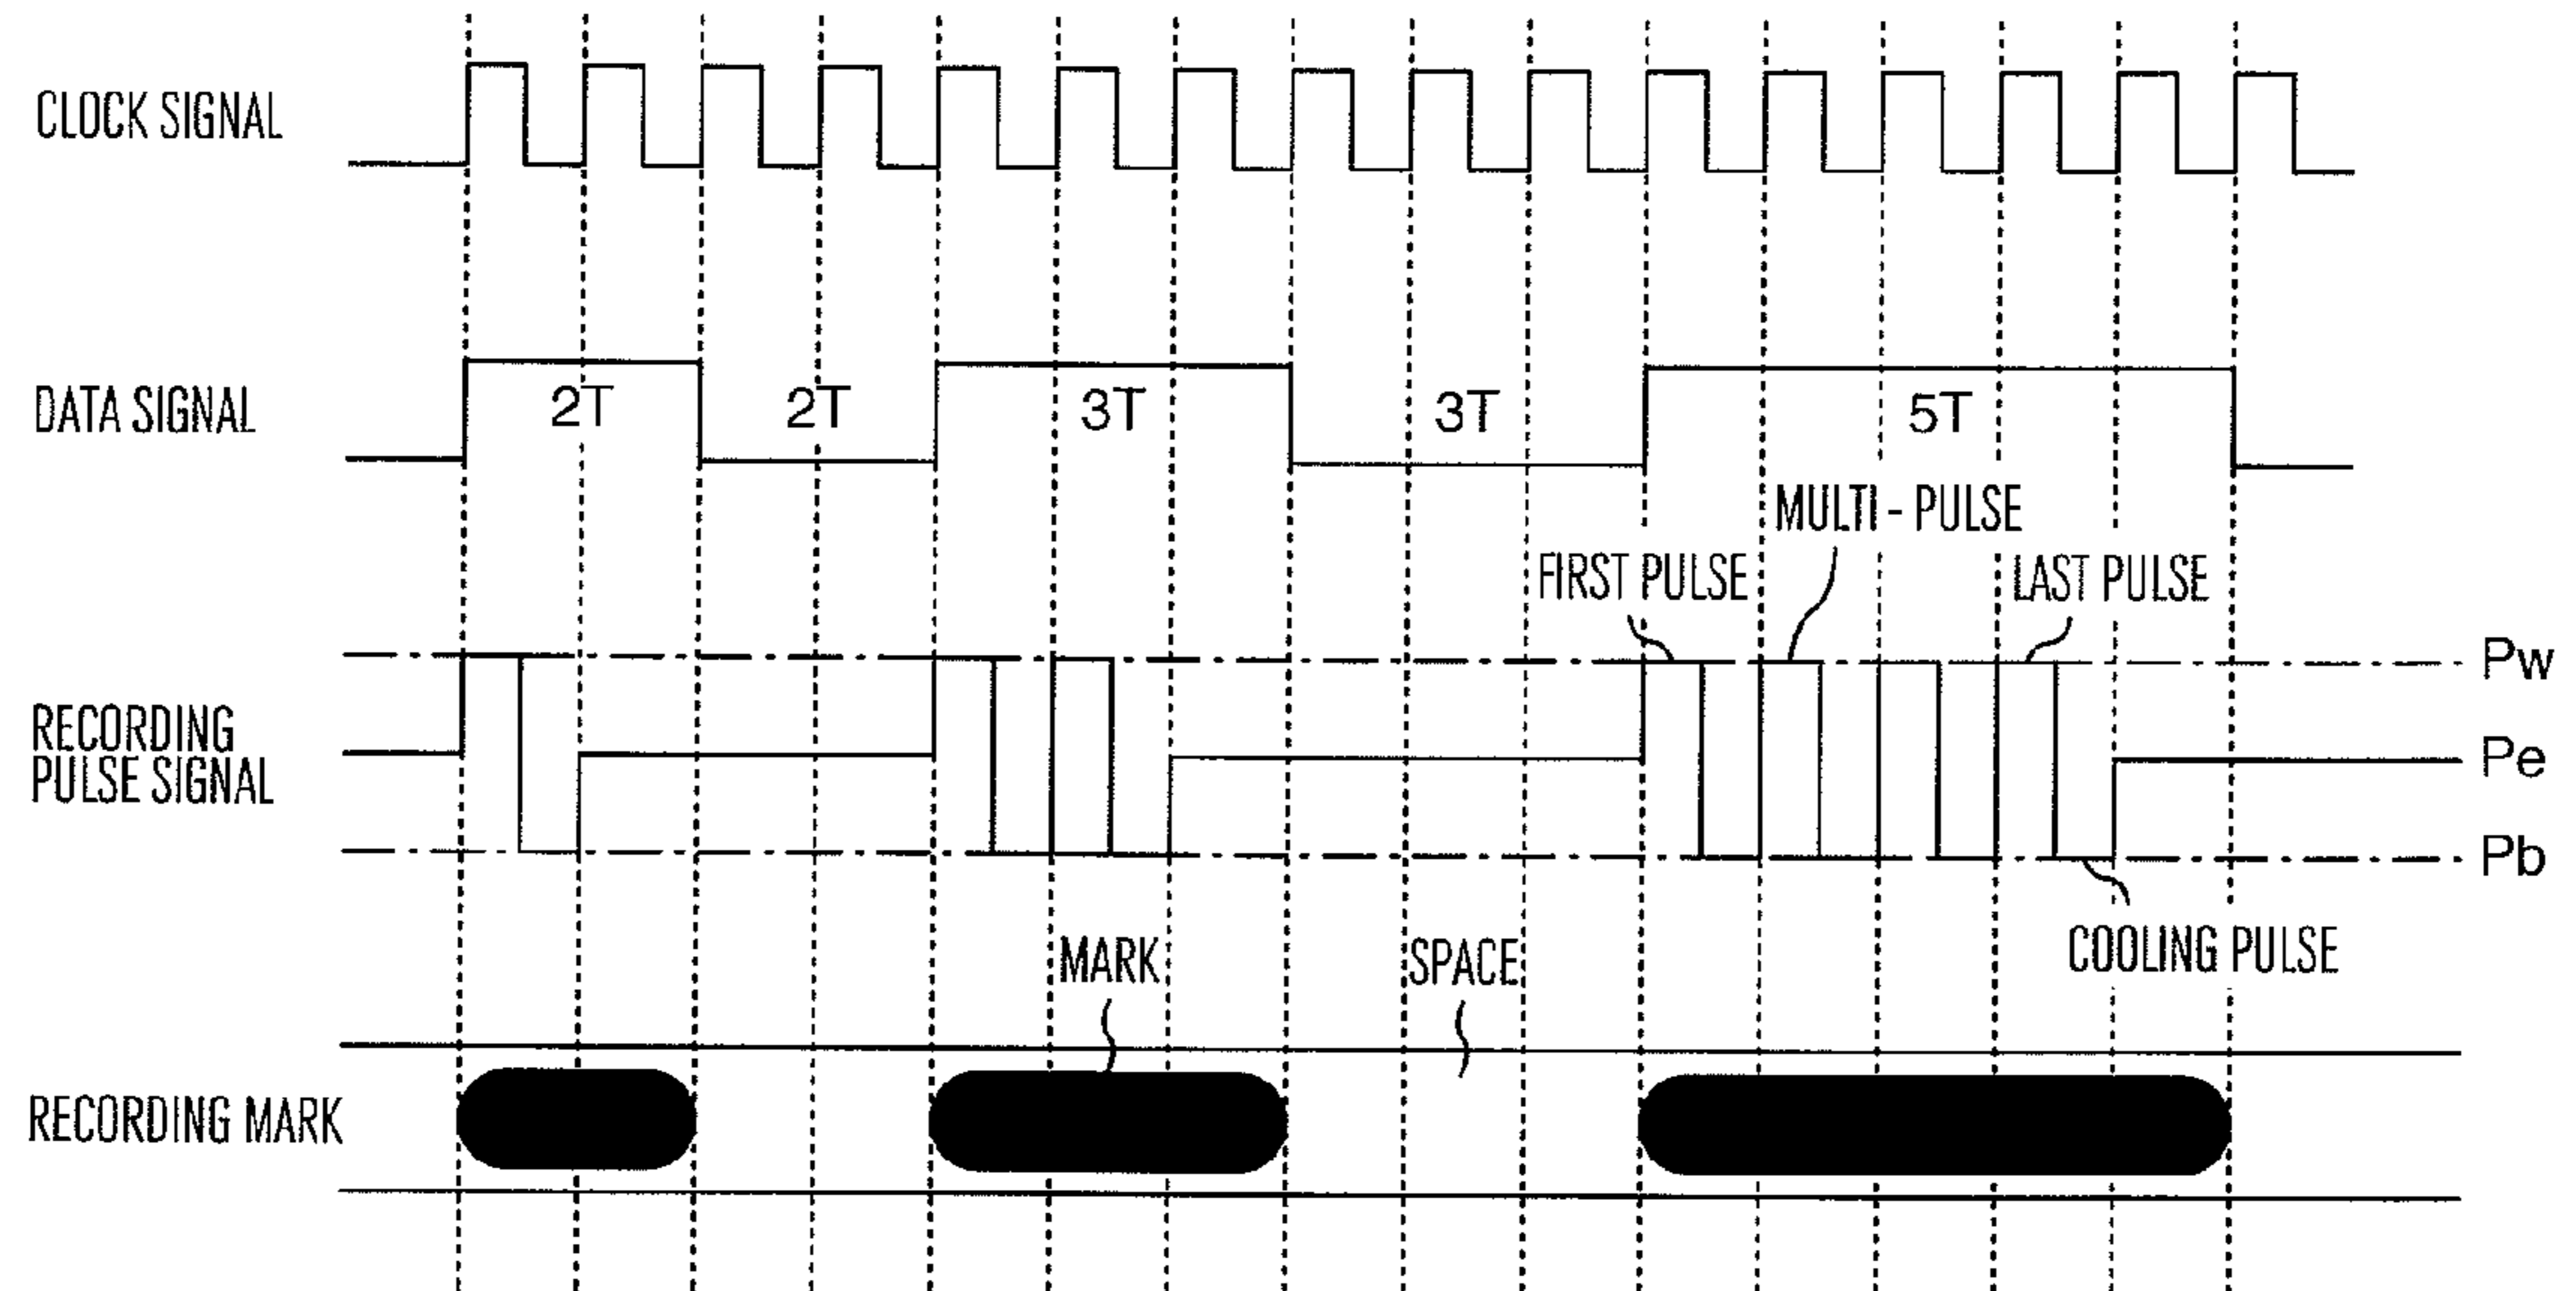 CLOCK SIGNAL
DATA SIGNAL
2T
2T
3T
3T
5T
MULTI - PULSE
FIRST PULSE
LAST PULSE
RECORDING
PULSE SIGNAL
Pw
Pe
Pb
COOLING PULSE
MARK
SPACE
RECORDING MARK